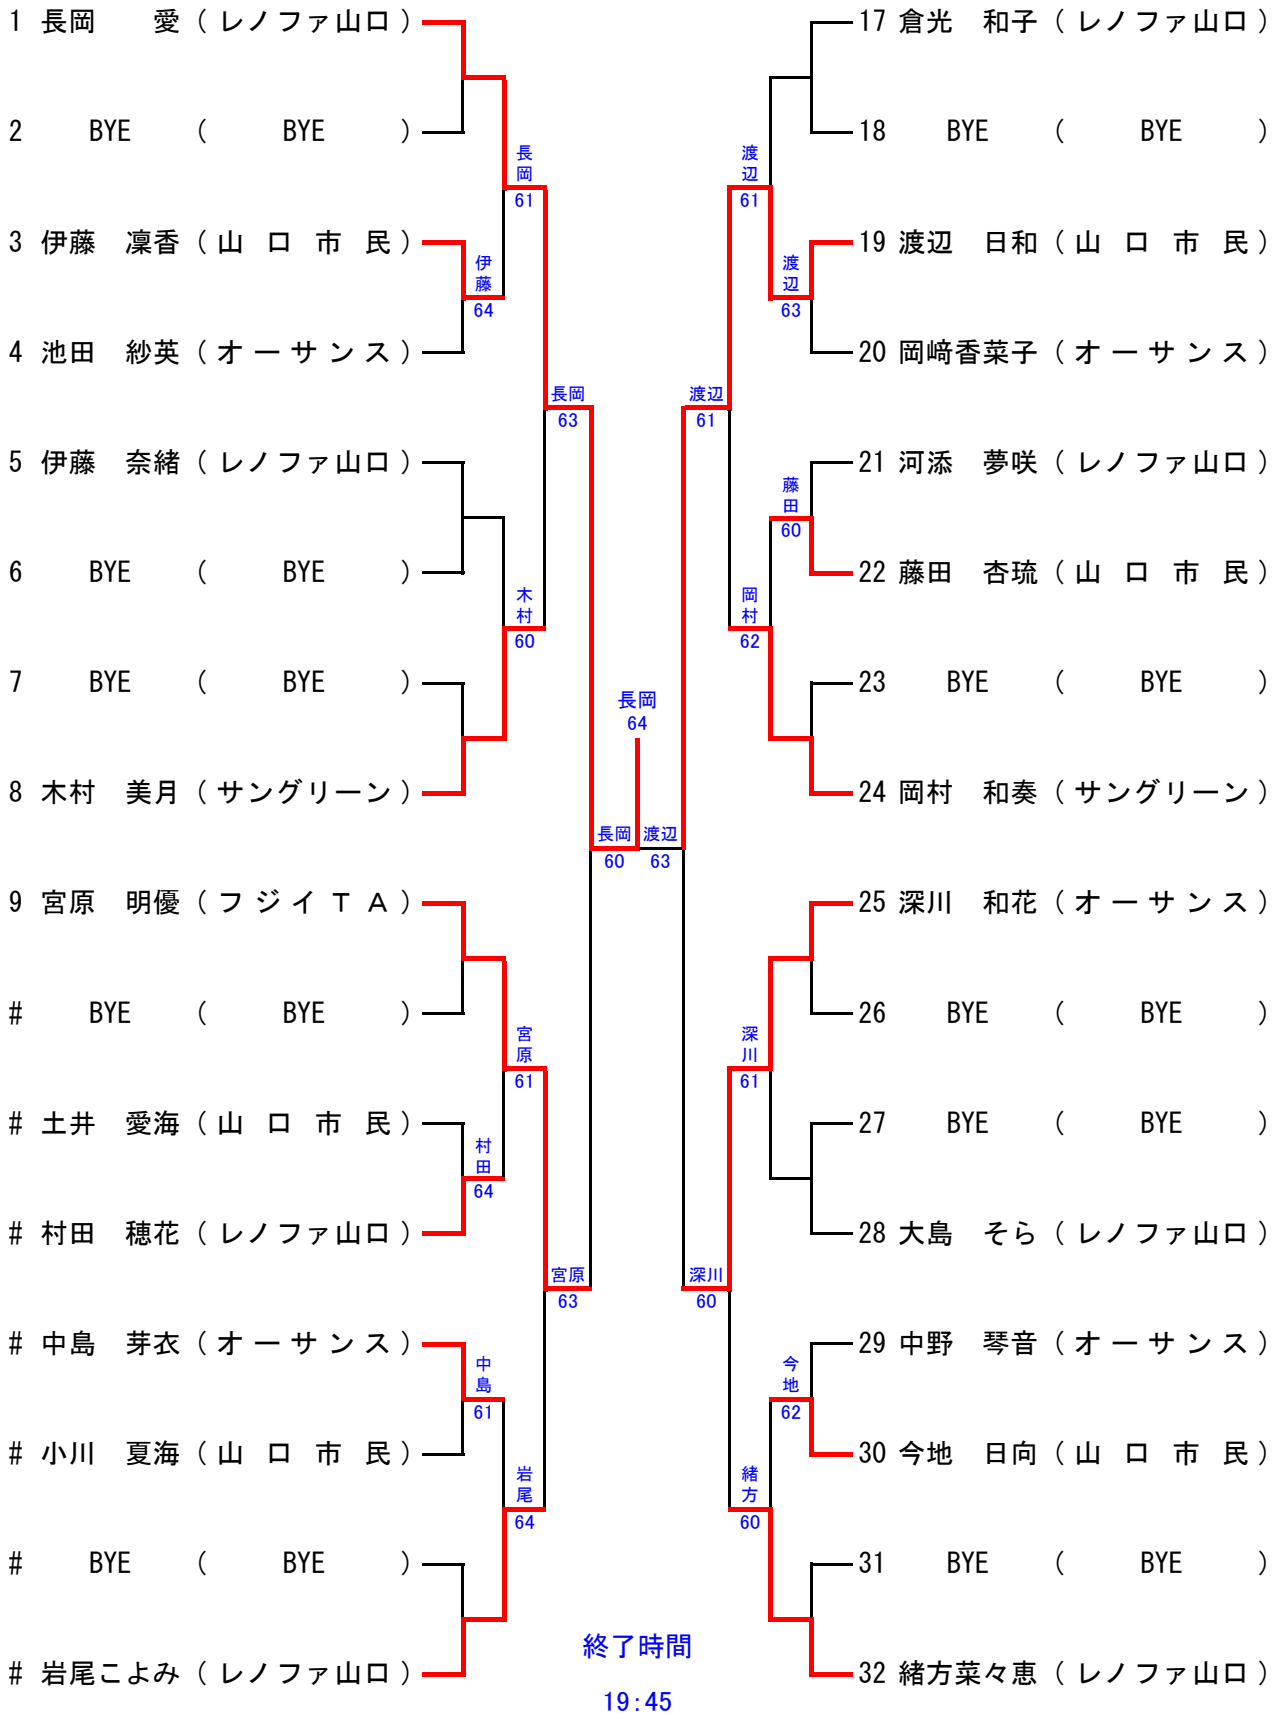 1 長岡　愛 ( レノファ山口 )
2 BYE ( BYE )
長岡
61
3 伊藤　凜香 ( 山口市民 )
伊藤
64
4 池田　紗英 ( オーサンス )
長岡
63
5 伊藤　奈緒 ( レノファ山口 )
6 BYE ( BYE )
木村
60
7 BYE ( BYE )
8 木村　美月 ( サングリーン )
長岡
60
9 宮原　明優 ( フジイＴＡ )
# BYE ( BYE )
宮原
61
# 土井　愛海 ( 山口市民 )
村田
64
# 村田　穂花 ( レノファ山口 )
宮原
63
# 中島　芽衣 ( オーサンス )
中島
61
# 小川　夏海 ( 山口市民 )
岩尾
64
# BYE ( BYE )
# 岩尾こよみ ( レノファ山口 )
長岡
64
17 倉光　和子 ( レノファ山口 )
18 BYE ( BYE )
渡辺
61
19 渡辺　日和 ( 山口市民 )
渡辺
63
20 岡﨑香菜子 ( オーサンス )
渡辺
61
21 河添　夢咲 ( レノファ山口 )
藤田
60
22 藤田　杏琉 ( 山口市民 )
岡村
62
23 BYE ( BYE )
24 岡村　和奏 ( サングリーン )
渡辺
63
25 深川　和花 ( オーサンス )
26 BYE ( BYE )
深川
61
27 BYE ( BYE )
28 大島　そら ( レノファ山口 )
深川
60
29 中野　琴音 ( オーサンス )
今地
62
30 今地　日向 ( 山口市民 )
緒方
60
31 BYE ( BYE )
32 緒方菜々恵 ( レノファ山口 )
終了時間
19:45